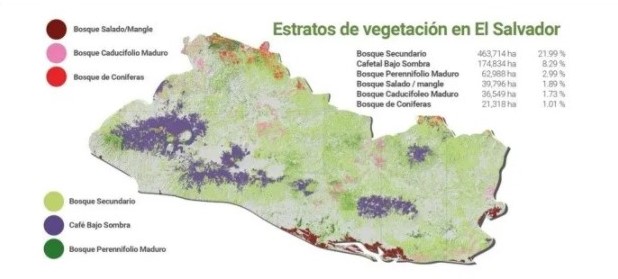 Bosque Salado/Mangle
Bosque Caducifolio Maduro
Bosque de Coníferas
Estratos de vegetación en El Salvador
Bosque Secundario 463,714 ha 21.99 %
Cafetal Bajo Sombra 174,834 ha 8.29 %
Bosque Perennifolio Maduro 62,988 ha 2.99 %
Bosque Salado / mangle 39,796 ha 1.89 %
Bosque Caducifoleo Maduro 36,549 ha 1.73 %
Bosque de Coníferas 21,318 ha 1.01 %
Bosque Secundario
Café Bajo Sombra
Bosque Perennifolio Maduro